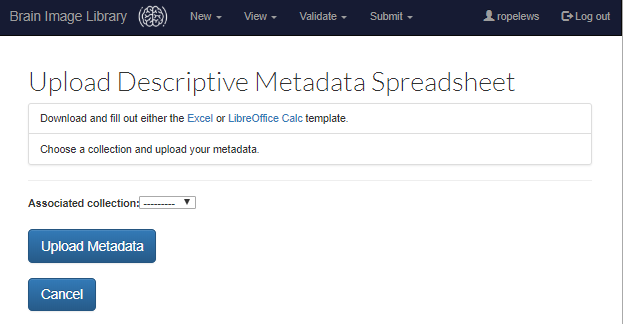 Brain Image Library New View Validate Submit ropelews Log out
Upload Descriptive Metadata Spreadsheet
Download and fill out either the Excel or LibreOffice Calc template.
Choose a collection and upload your metadata.
Associated collection: ---------
Upload Metadata
Cancel